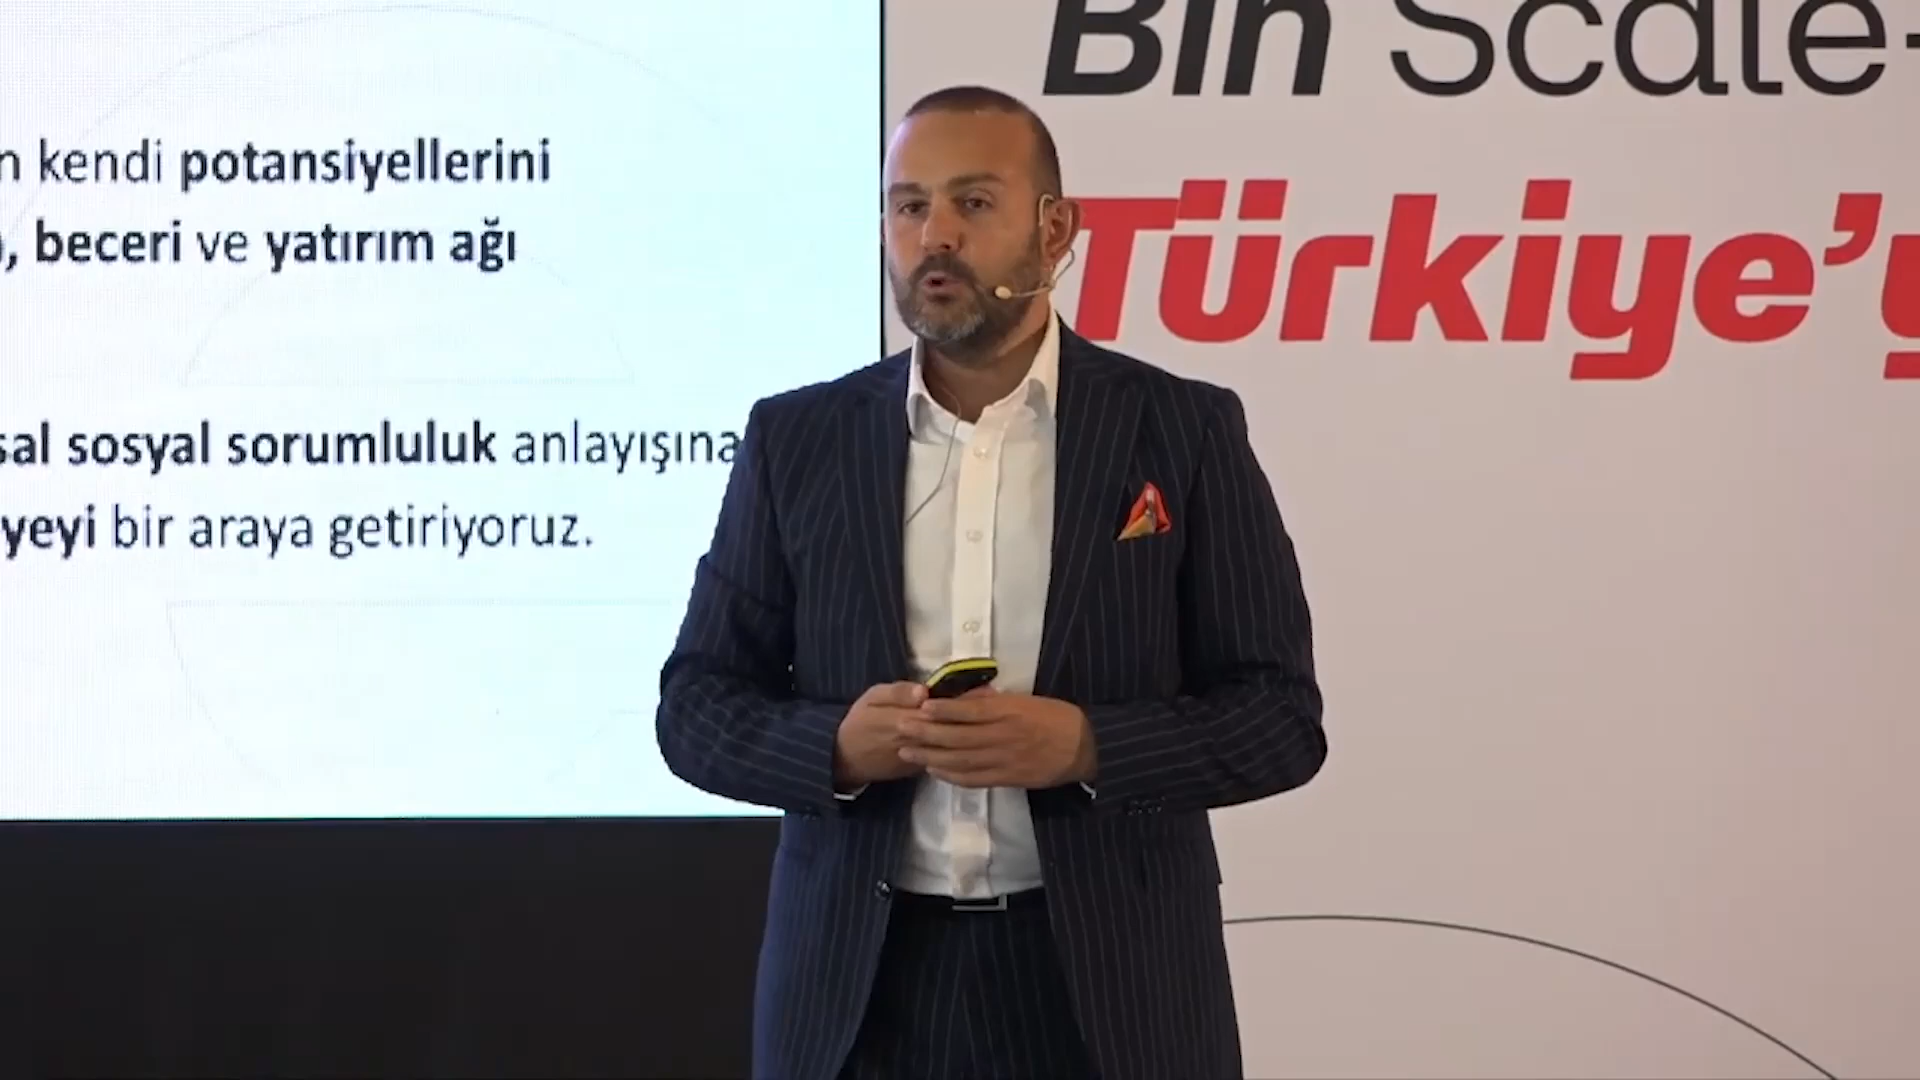 n kendi potansiyellerini
, beceri ve yatırım ağı
sal sosyal sorumluluk anlayışına
yeyi bir araya getiriyoruz.
Bin Scale-
Türkiye'y